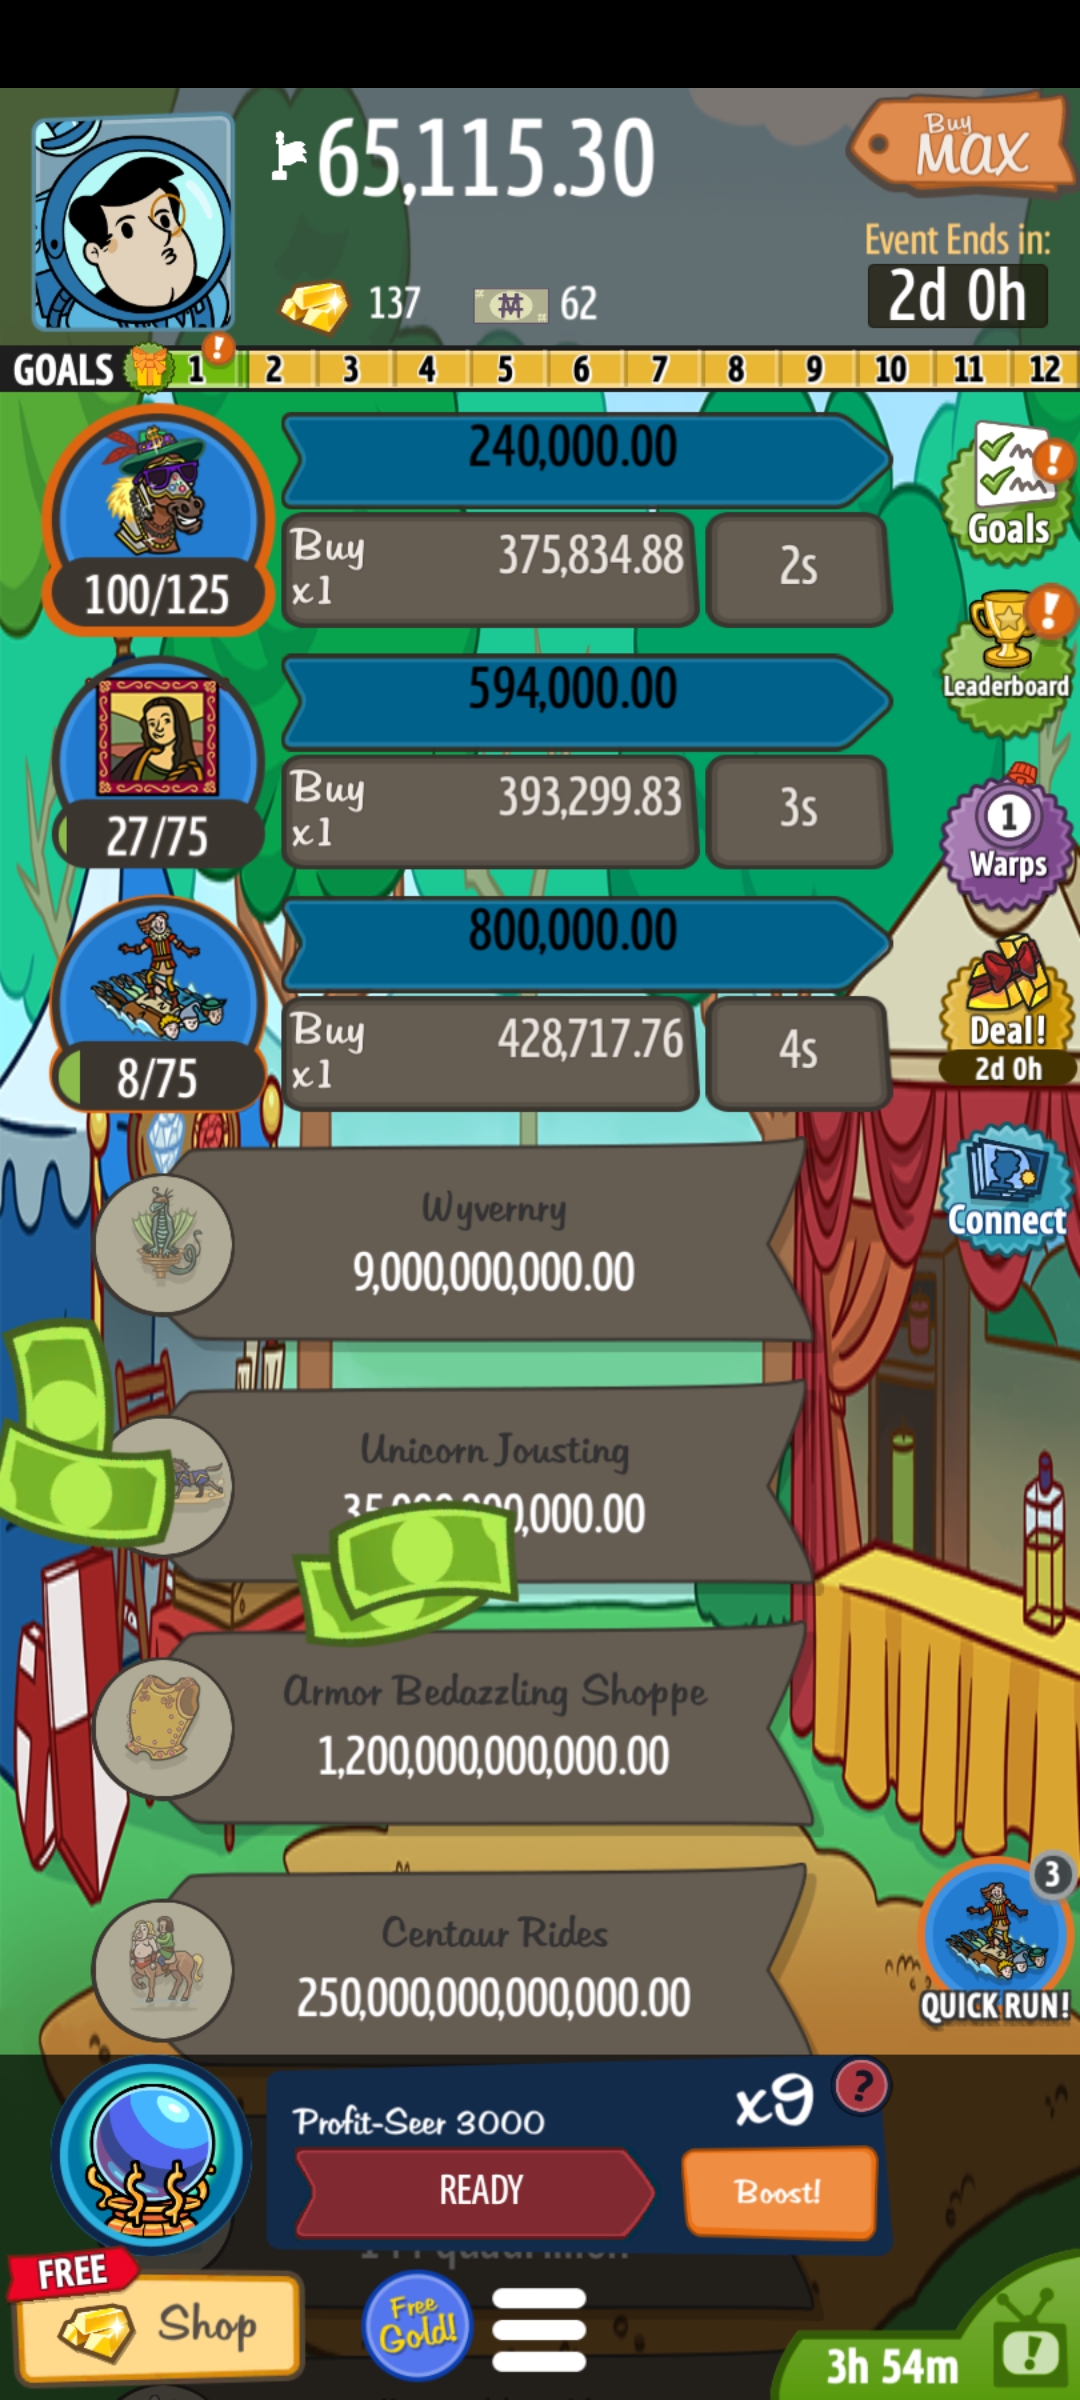 65,115.30
Buy
MAX
Event Ends in:
2d 0h
137
62
GOALS 1 ! 2 3 4 5 6 7 8 9 10 11 12
240,000.00
Buy
x1
375,834.88
2s
100/125
!
Goals
594,000.00
Buy
x1
393,299.83
3s
27/75
!
Leaderboard
800,000.00
Buy
x1
428,717.76
4s
8/75
1
Warps
Deal!
2d 0h
Connect
Wyvernry
9,000,000,000.00
Unicorn Jousting
Armor Bedazzling Shoppe
1,200,000,000,000.00
Centaur Rides
250,000,000,000,000.00
3
QUICK RUN!
Profit-Seer 3000
x9
?
READY
Boost!
FREE
Shop
Free
Gold!
3h 54m
!